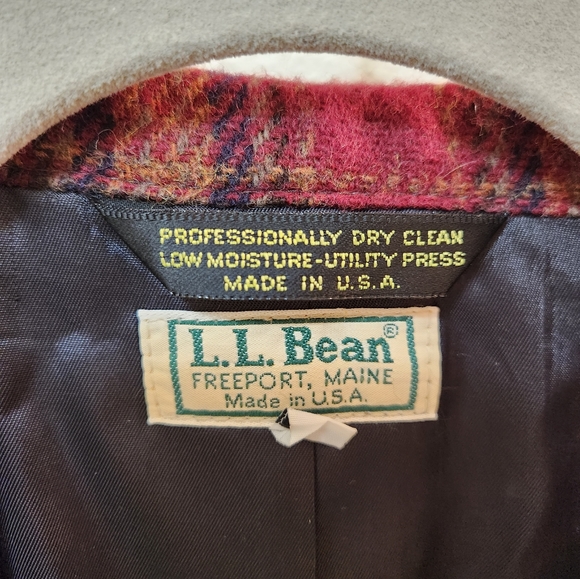 PROFESSIONALLY DRY CLEAN
LOW MOISTURE-UTILITY PRESS
MADE IN U.S.A.
L.L. Bean®
FREEPORT, MAINE
Made in U.S.A.